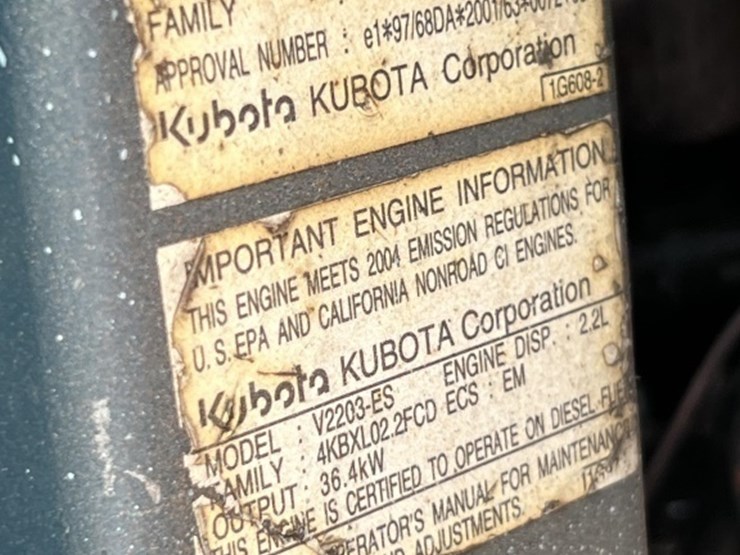 FAMILY
APPROVAL NUMBER : e1*97/68DA*2001/63*
Kubota KUBOTA Corporation
1G608-2
IMPORTANT ENGINE INFORMATION
THIS ENGINE MEETS 2004 EMISSION REGULATIONS FOR
U.S. EPA AND CALIFORNIA NONROAD CI ENGINES.
Kubota KUBOTA Corporation
MODEL : V2203-ES ENGINE DISP. : 2.2L
FAMILY : 4KBXL02.2FCD ECS : EM
OUTPUT : 36.4kW
THIS ENGINE IS CERTIFIED TO OPERATE ON DIESEL FUE
PERATOR'S MANUAL FOR MAINTENANC
D ADJUSTMENTS.